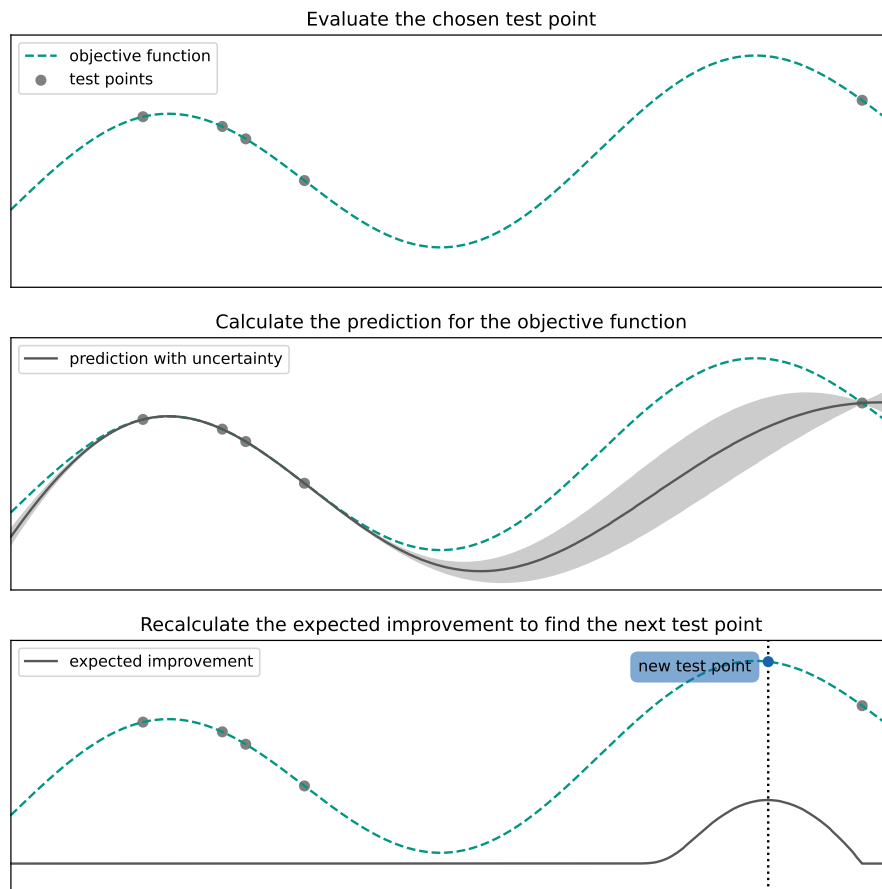 Evaluate the chosen test point
objective function
test points
Calculate the prediction for the objective function
prediction with uncertainty
Recalculate the expected improvement to find the next test point
expected improvement
new test point